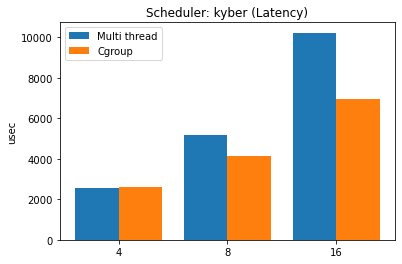 Scheduler: kyber (Latency)
Multi thread
Cgroup
usec
10000
8000
6000
4000
2000
0
4 8 16